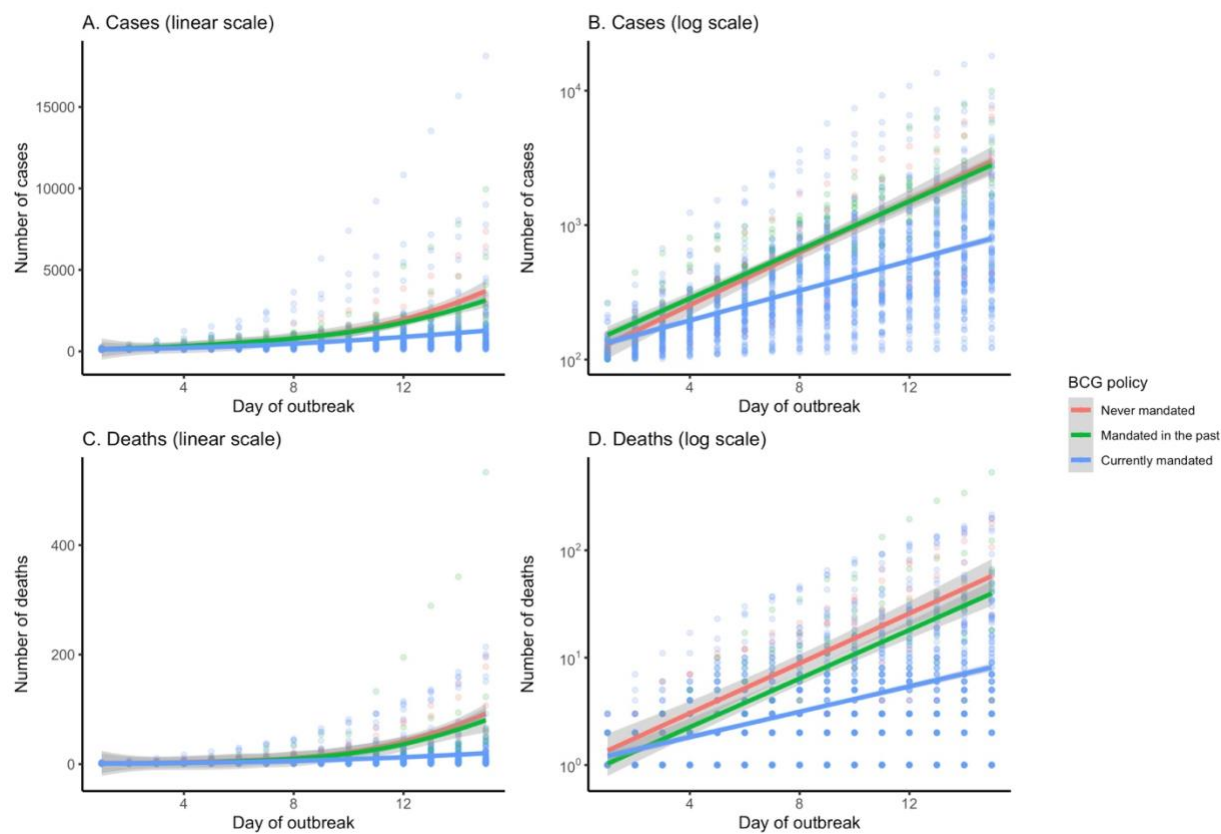 A. Cases (linear scale)
Number of cases
15000
10000
5000
0
4
8
12
Day of outbreak
B. Cases (log scale)
Number of cases
10⁴
10³
10²
4
8
12
Day of outbreak
C. Deaths (linear scale)
Number of deaths
400
200
0
4
8
12
Day of outbreak
D. Deaths (log scale)
Number of deaths
10²
10¹
10⁰
4
8
12
Day of outbreak
BCG policy
Never mandated
Mandated in the past
Currently mandated